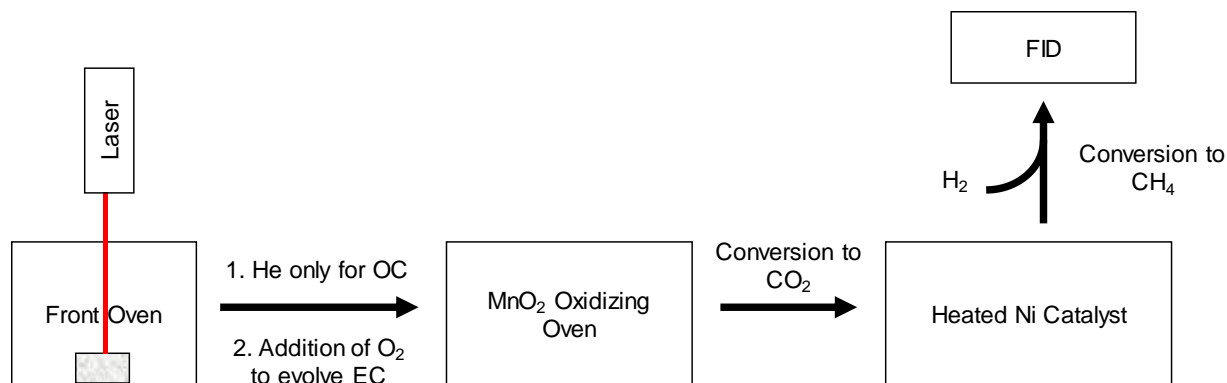 Laser
Front Oven
1. He only for OC
2. Addition of O₂
to evolve EC
MnO₂ Oxidizing
Oven
Conversion to
CO₂
Heated Ni Catalyst
H₂
Conversion to
CH₄
FID